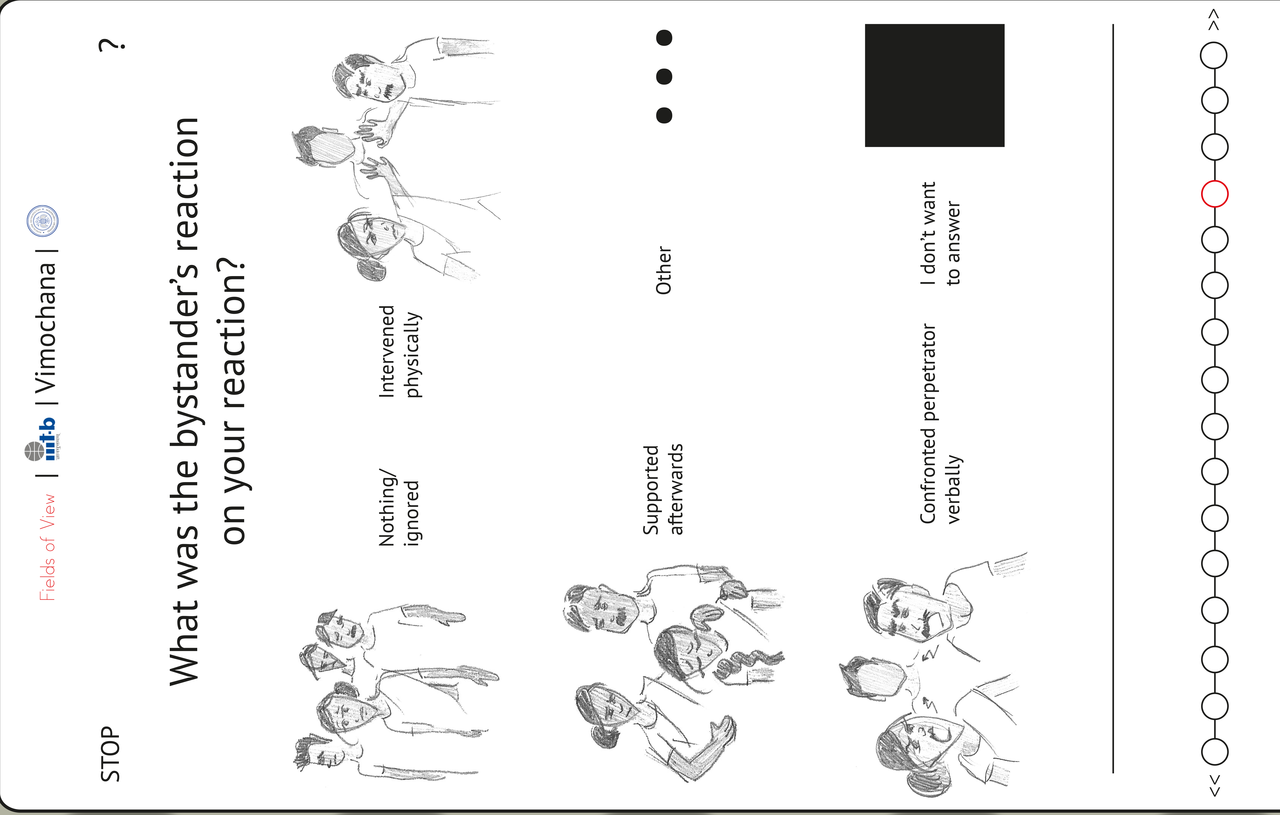 Fields of View | iiit-b | Vimochana |
STOP
?
What was the bystander's reaction
on your reaction?
Nothing/
ignored
Intervened
physically
Supported
afterwards
Other
Confronted perpetrator
verbally
I don't want
to answer
<<
>>